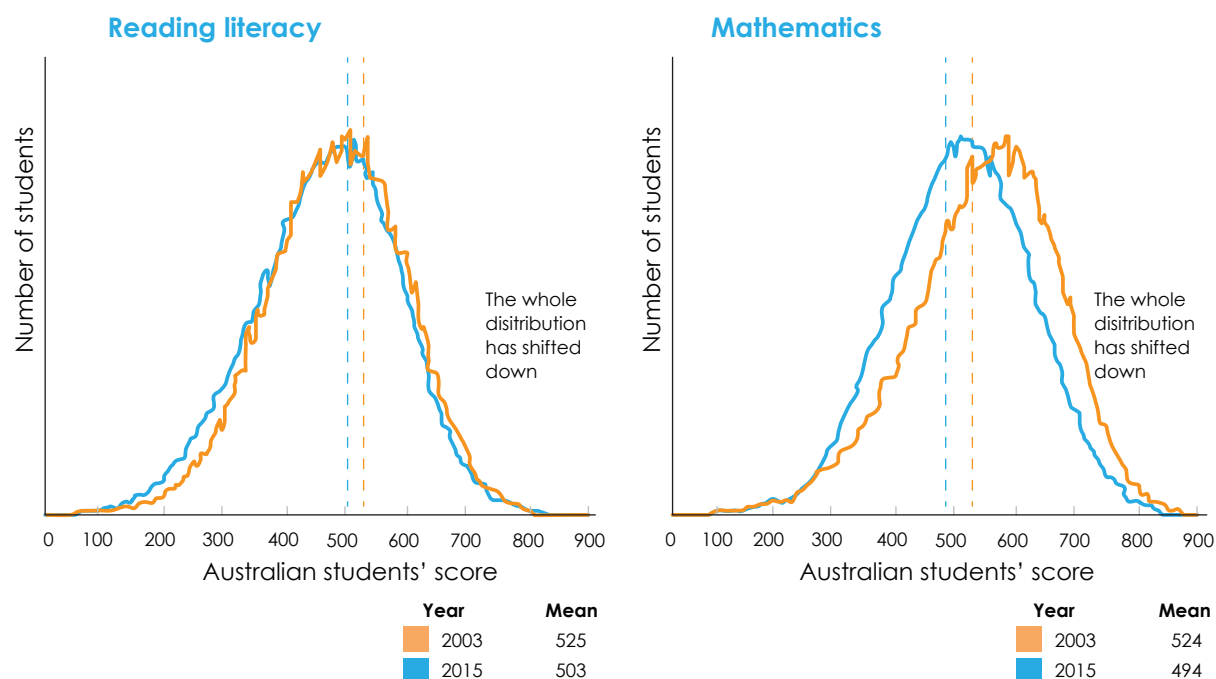 Reading literacy
Number of students
The whole
disitribution
has shifted
down
0 100 200 300 400 500 600 700 800 900
Australian students’ score
Year Mean
2003 525
2015 503
Mathematics
Number of students
The whole
disitribution
has shifted
down
0 100 200 300 400 500 600 700 800 900
Australian students’ score
Year Mean
2003 524
2015 494